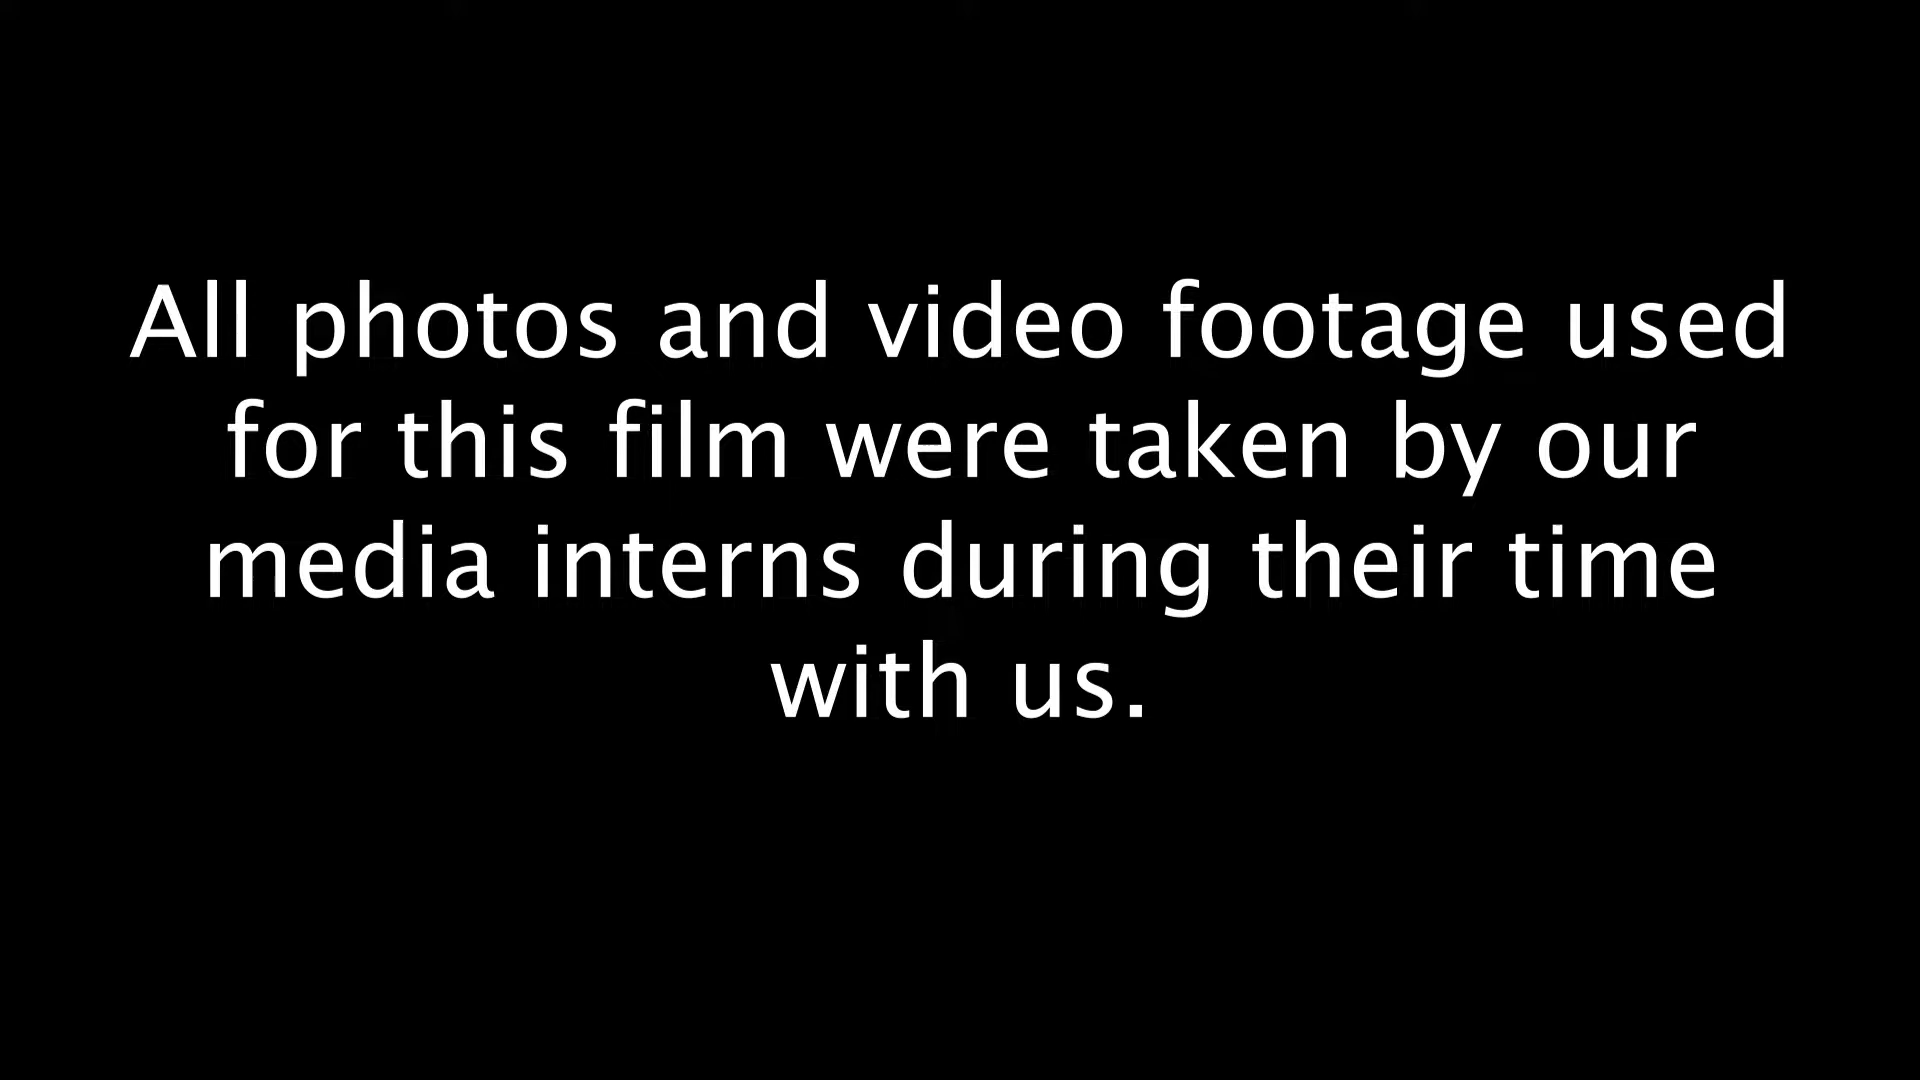 All photos and video footage used
for this film were taken by our
media interns during their time
with us.